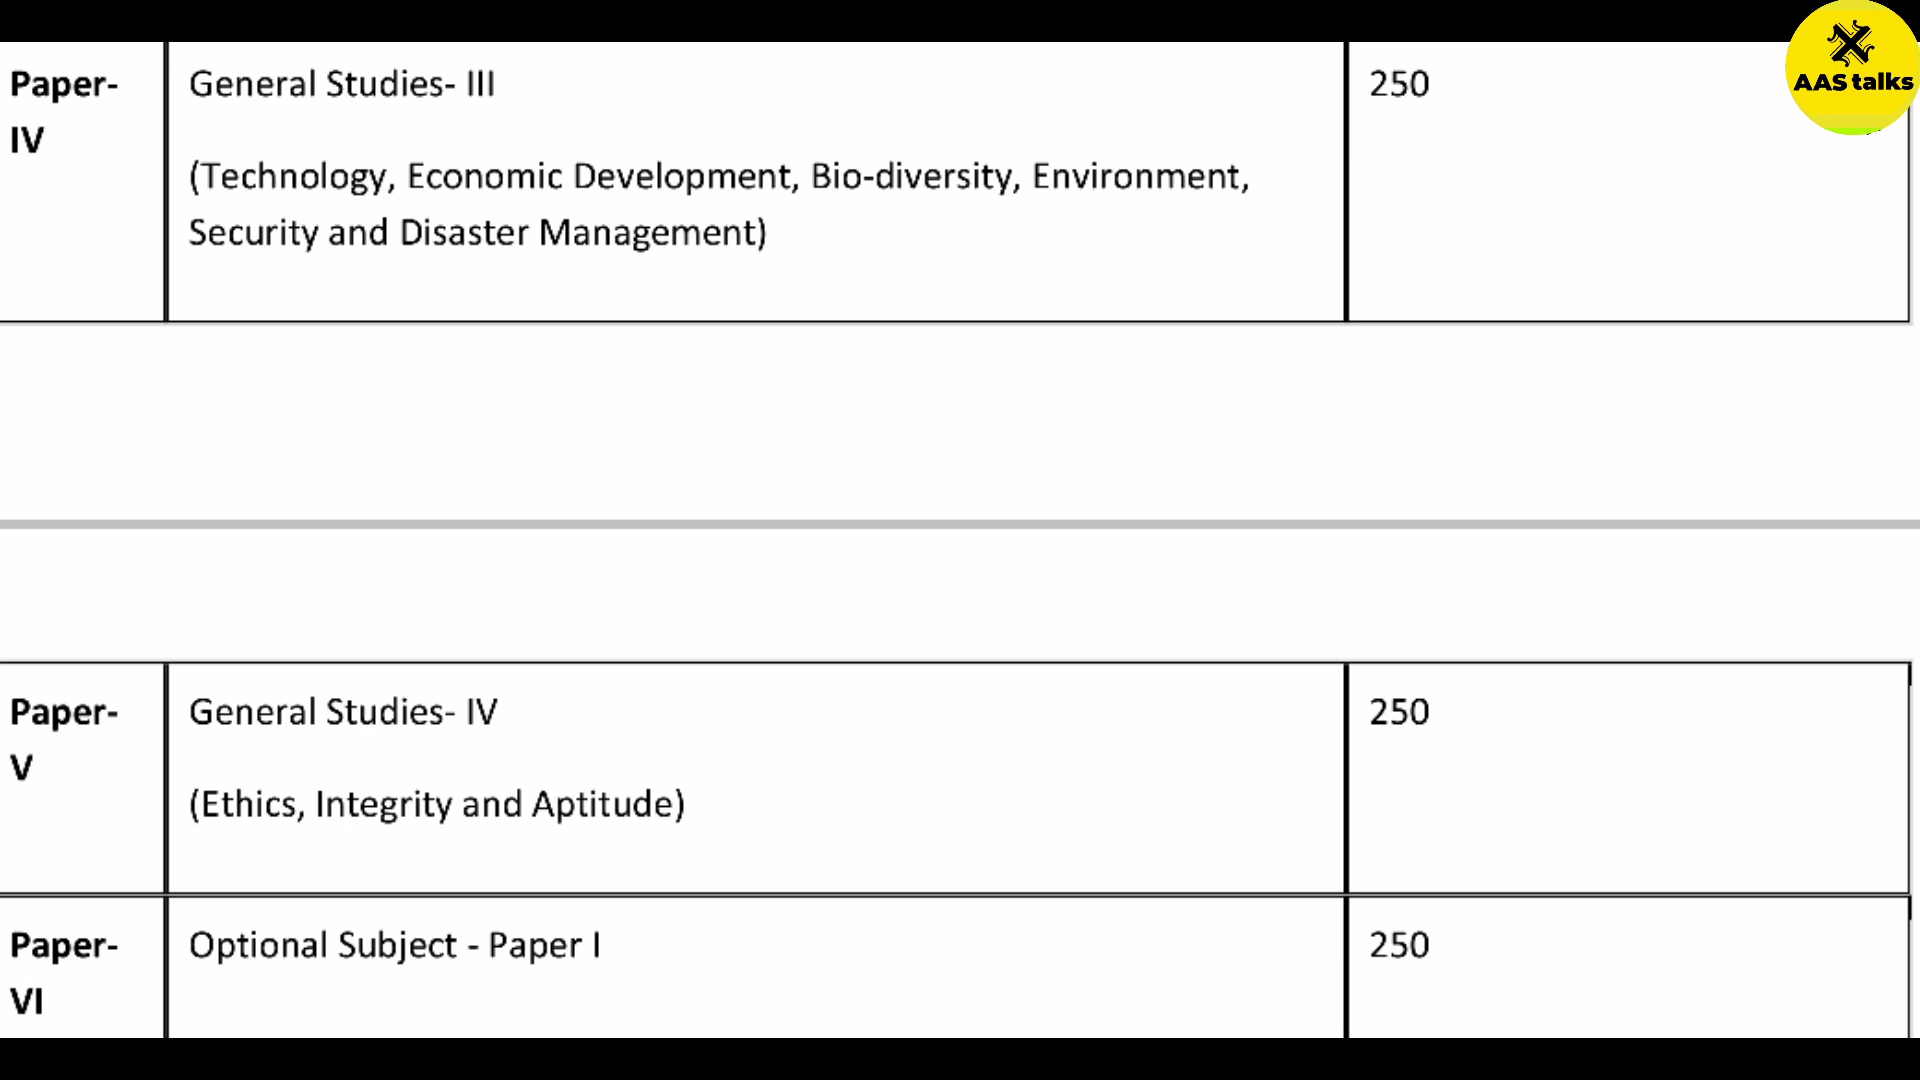 AAS talks
Paper- General Studies- III 250
IV
(Technology, Economic Development, Bio-diversity, Environment,
Security and Disaster Management)
Paper- General Studies- IV 250
V
(Ethics, Integrity and Aptitude)
Paper- Optional Subject - Paper I 250
VI